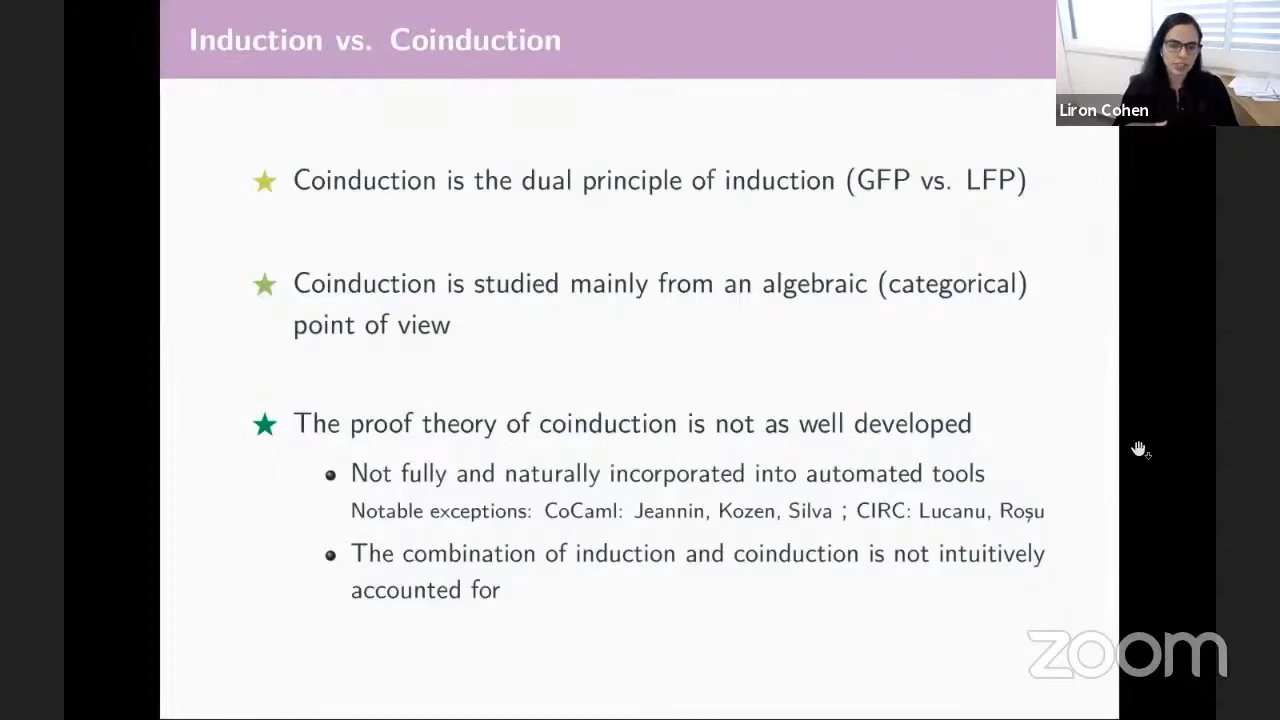 Induction vs. Coinduction
Liron Cohen
Coinduction is the dual principle of induction (GFP vs. LFP)
Coinduction is studied mainly from an algebraic (categorical)
point of view
The proof theory of coinduction is not as well developed
Not fully and naturally incorporated into automated tools
Notable exceptions: CoCaml: Jeannin, Kozen, Silva ; CIRC: Lucanu, Roşu
The combination of induction and coinduction is not intuitively
accounted for
zoom